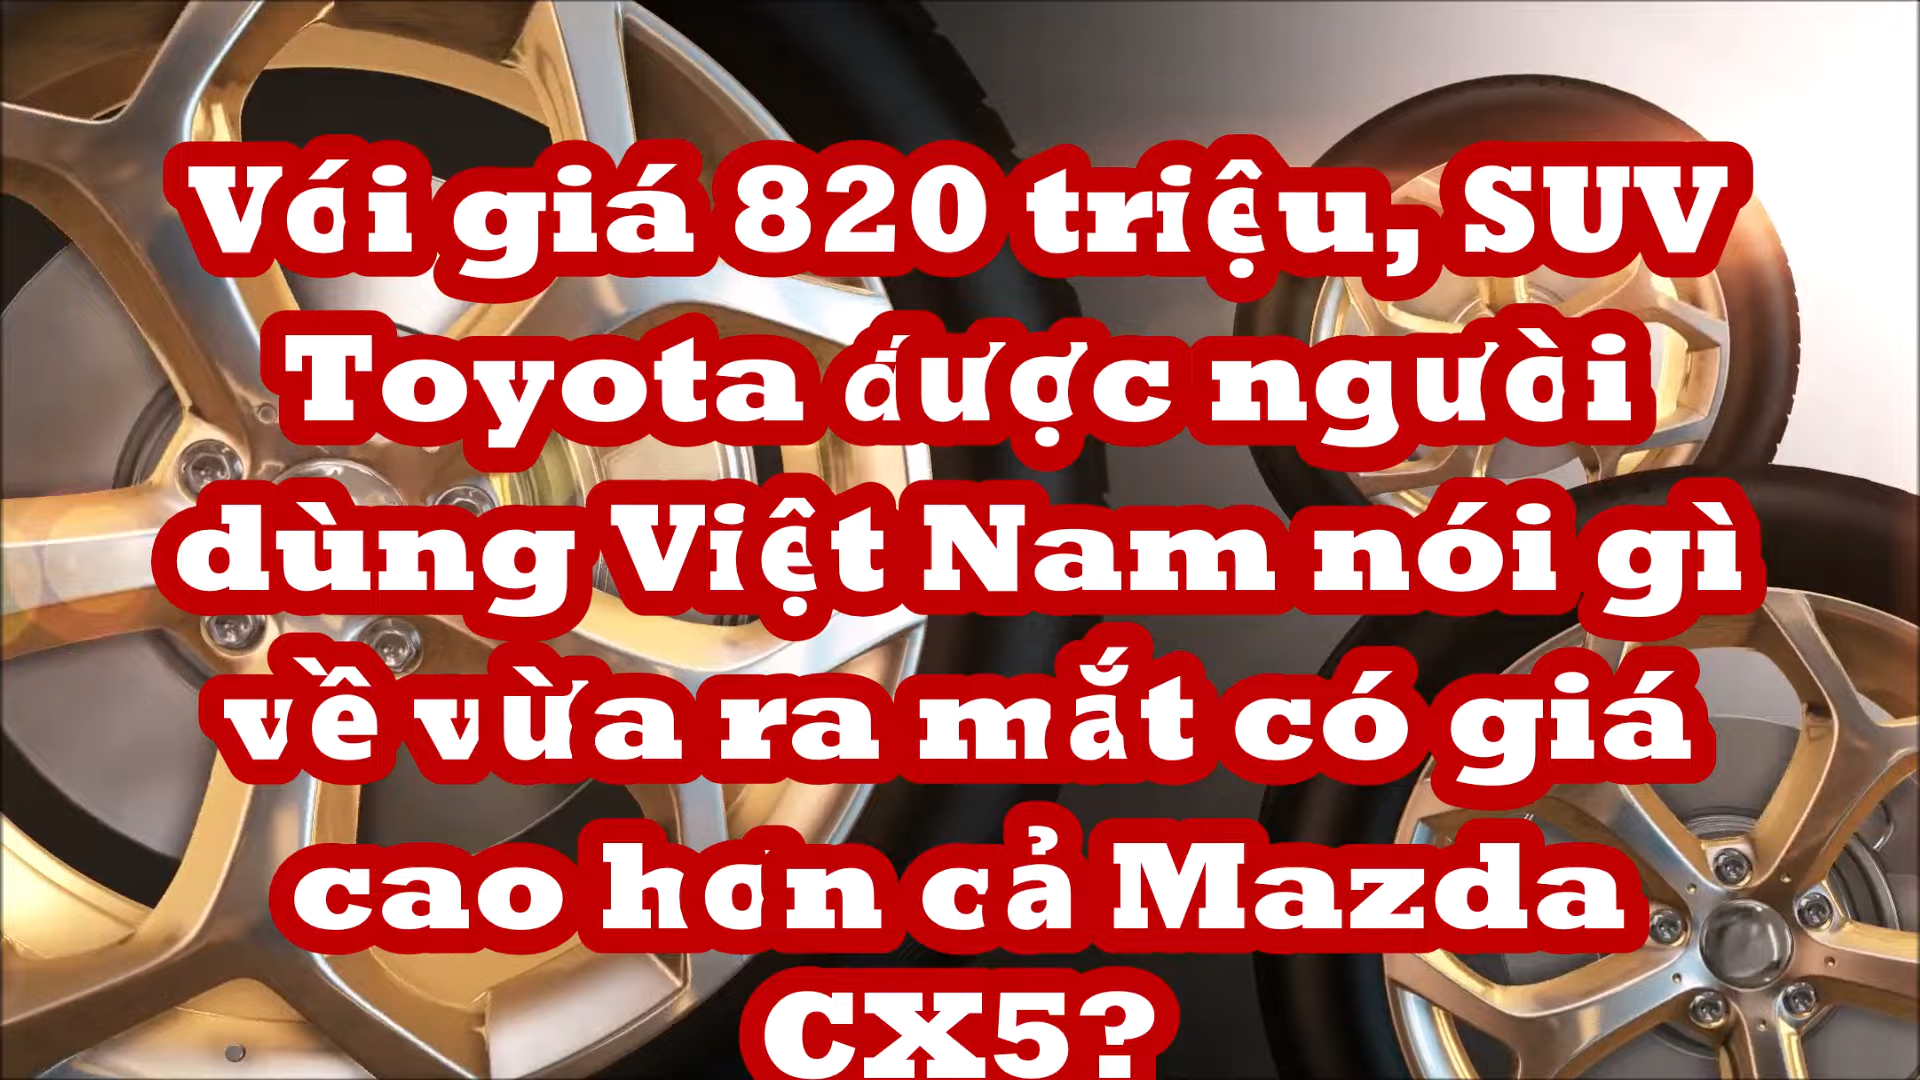 Với giá 820 triệu, SUV
Toyota được người
dùng Việt Nam nói gì
về vừa ra mắt có giá
cao hơn cả Mazda
CX5?